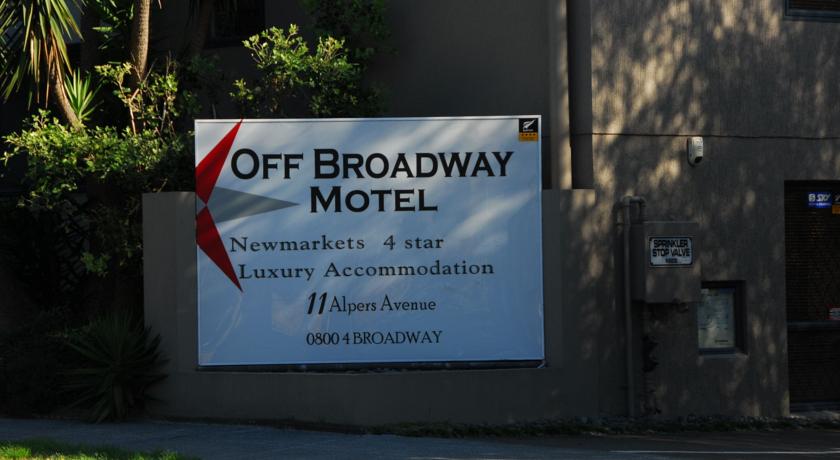 OFF BROADWAY
MOTEL
Newmarkets 4 star
Luxury Accommodation
11 Alpers Avenue
0800 4 BROADWAY
SPRINKLER
STOP VALVE